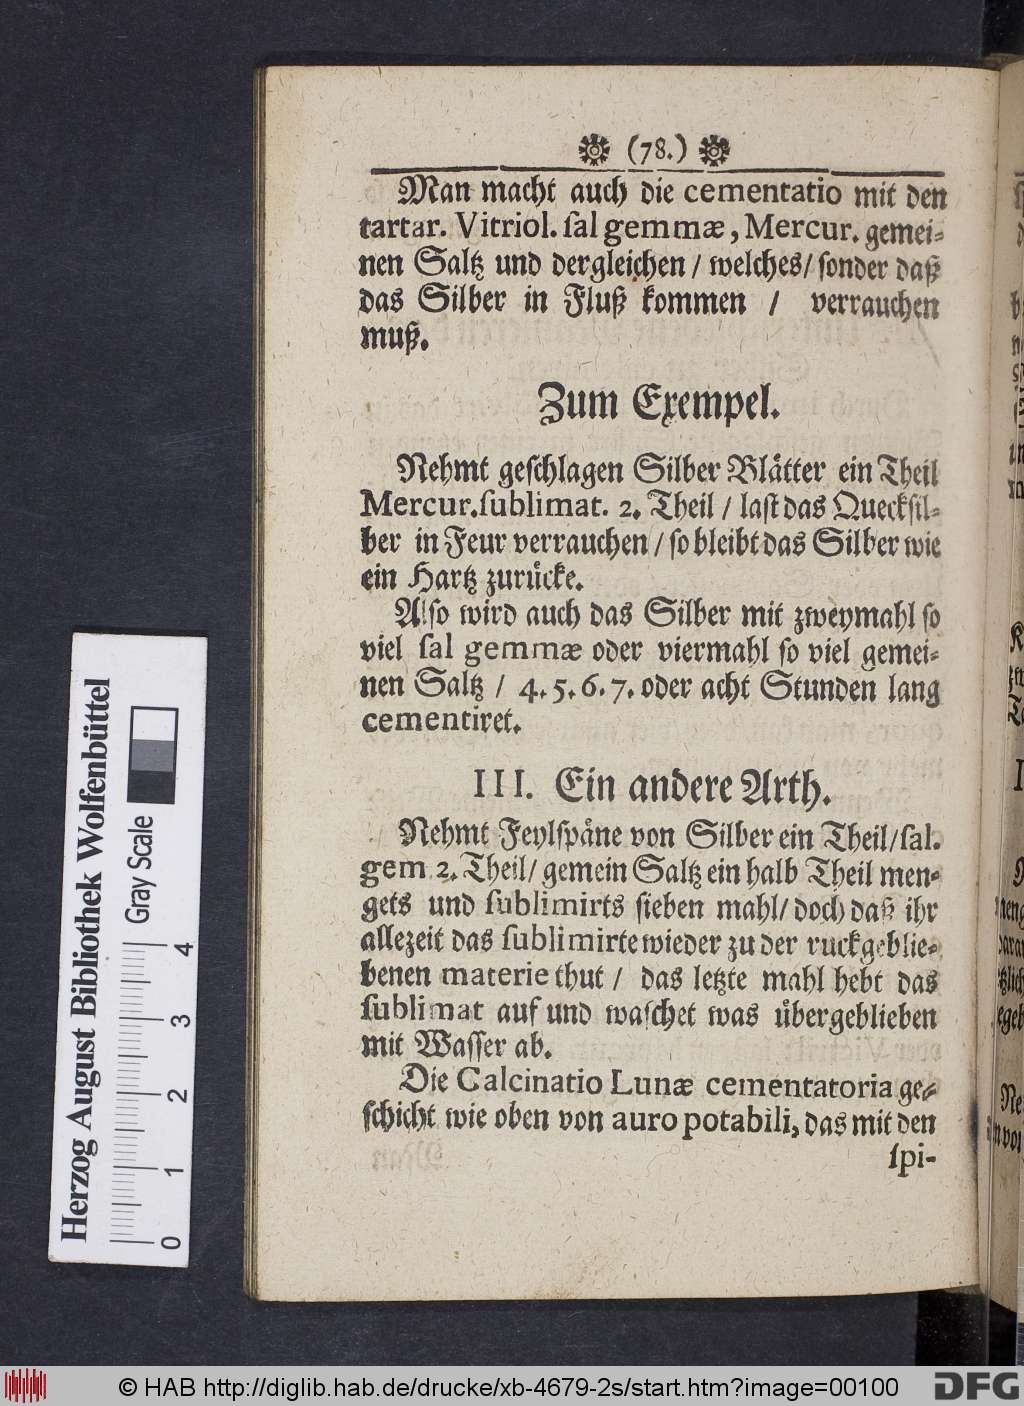 (78.)
Man macht auch die cementatio mit den
tartar. Vitriol. ſal gemmæ, Mercur. gemei-
nen Saltz und dergleichen / welches / ſonder daß
das Silber in Fluß kommen / verrauchen
muß.
Zum Exempel.
Nehmt geſchlagen Silber Blätter ein Theil
Mercur. ſublimat. 2. Theil / laſt das Queckſil-
ber in Feur verrauchen / ſo bleibt das Silber wie
ein Hartz zurücke.
Alſo wird auch das Silber mit zweymahl ſo
viel ſal gemmæ oder viermahl ſo viel gemei-
nen Saltz / 4. 5. 6. 7. oder acht Stunden lang
cementiret.
III. Ein andere Arth.
Nehmt Feylſpäne von Silber ein Theil / ſal.
gem 2. Theil / gemein Saltz ein halb Theil men-
gets und ſublimirts ſieben mahl / doch daß ihr
allezeit das ſublimirte wieder zu der ruckgeblie-
benen materie thut / das letzte mahl hebt das
ſublimat auf und waſchet was übergeblieben
mit Waſſer ab.
Die Calcinatio Lunæ cementatoria ge-
ſchicht wie oben von auro potabili, das mit den
ſpi-
Herzog August Bibliothek Wolfenbüttel
Gray Scale
0 1 2 3 4
© HAB http://diglib.hab.de/drucke/xb-4679-2s/start.htm?image=00100
DFG